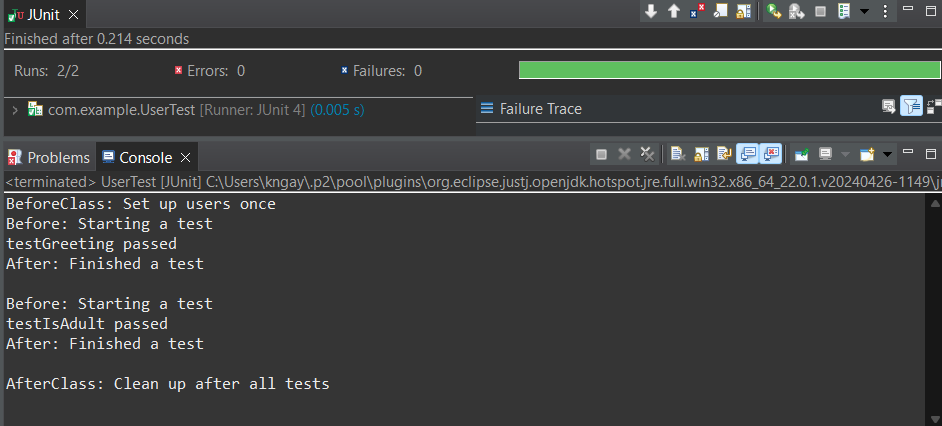 JUnit
Finished after 0.214 seconds
Runs: 2/2 Errors: 0 Failures: 0
com.example.UserTest [Runner: JUnit 4] (0.005 s)
Failure Trace
Problems Console
<terminated> UserTest [JUnit] C:\Users\kngay\.p2\pool\plugins\org.eclipse.justj.openjdk.hotspot.jre.full.win32.x86_64_22.0.1.v20240426-1149\jr
BeforeClass: Set up users once
Before: Starting a test
testGreeting passed
After: Finished a test
Before: Starting a test
testIsAdult passed
After: Finished a test
AfterClass: Clean up after all tests